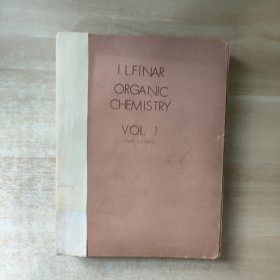 I.L.FINAR
ORGANIC
CHEMISTRY
VOL. 1